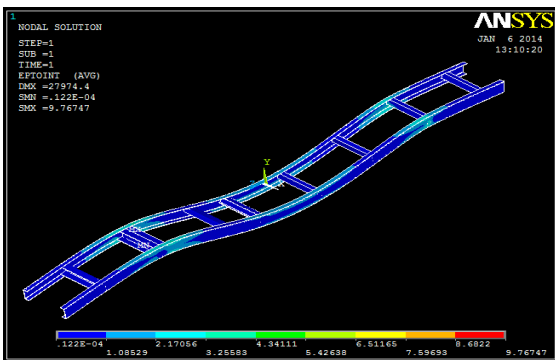 1
NODAL SOLUTION
STEP=1
SUB =1
TIME=1
EPTOINT (AVG)
DMX =27974.4
SMN =.122E-04
SMX =9.76747
ANSYS
JAN 6 2014
13:10:20
Y
X
MN
.122E-04
1.08529
2.17056
3.25583
4.34111
5.42638
6.51165
7.59693
8.6822
9.76747